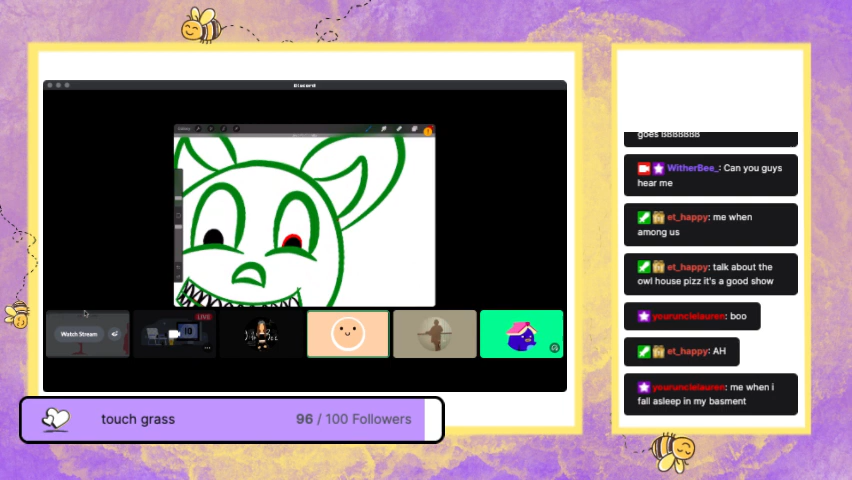 Discord
Gallery
Watch Stream
LIVE
goes 8888888
WitherBee_: Can you guys
hear me
et_happy: me when
among us
et_happy: talk about the
owl house pizz it's a good show
youruncielauren: boo
et_happy: AH
youruncielauren: me when i
fall asleep in my basment
touch grass
96 / 100 Followers